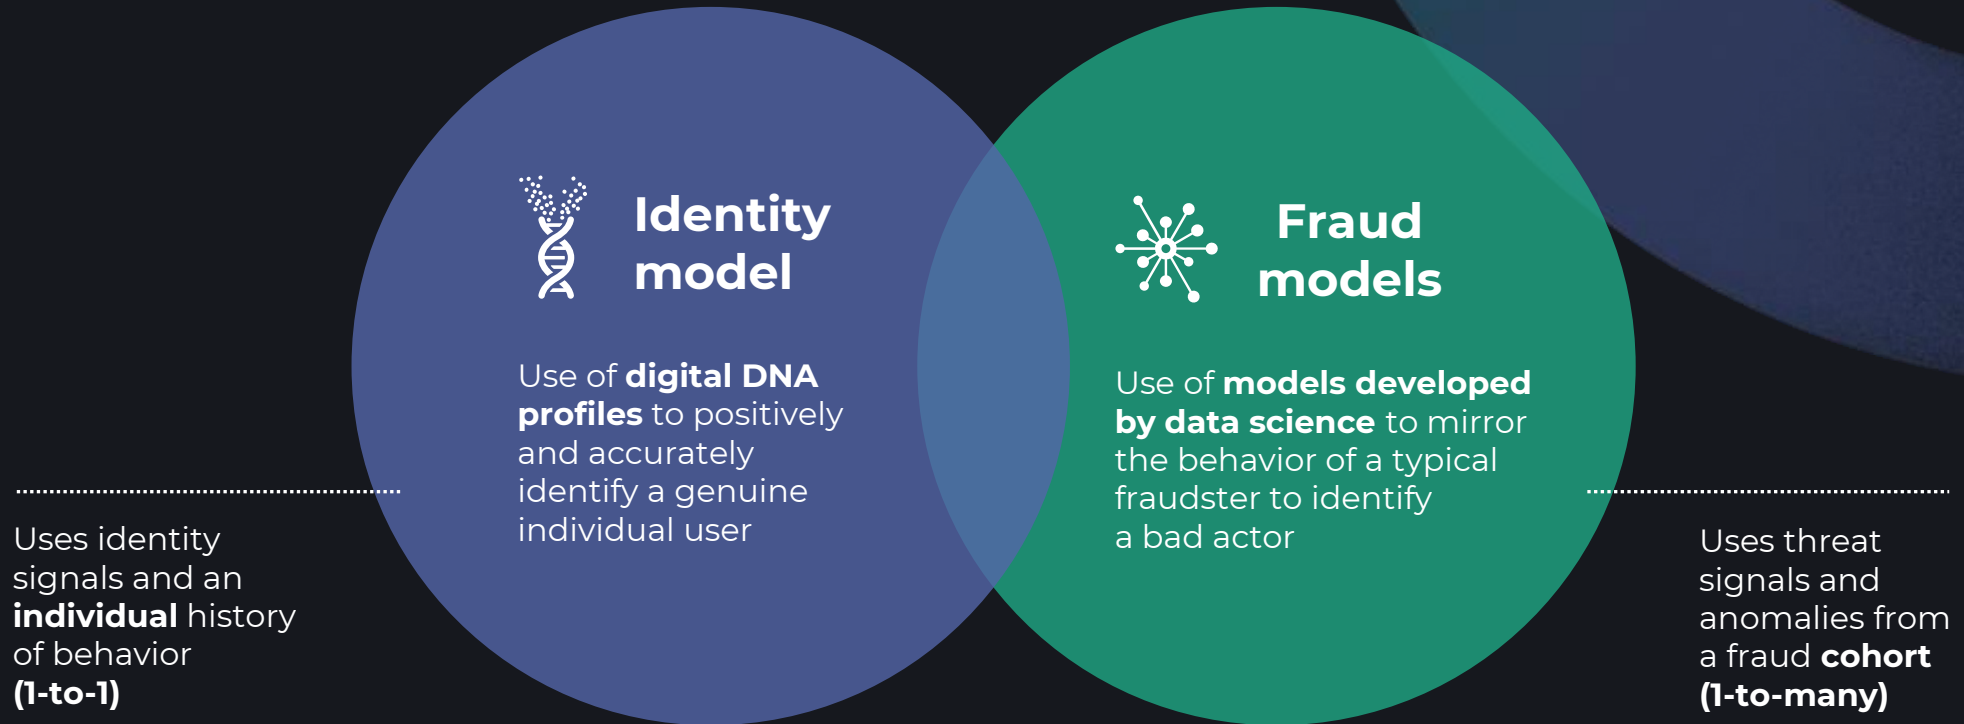 Identity
model
Use of digital DNA
profiles to positively
and accurately
identify a genuine
individual user
Fraud
models
Use of models developed
by data science to mirror
the behavior of a typical
fraudster to identify
a bad actor
Uses identity
signals and an
individual history
of behavior
(1-to-1)
Uses threat
signals and
anomalies from
a fraud cohort
(1-to-many)